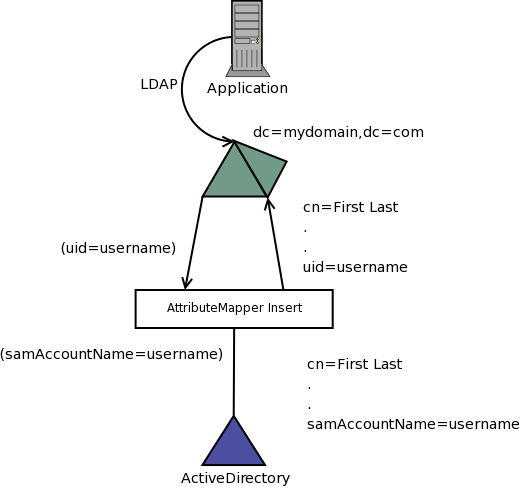 Application
LDAP
dc=mydomain,dc=com
cn=First Last
.
.
uid=username
(uid=username)
AttributeMapper Insert
(samAccountName=username)
cn=First Last
.
.
samAccountName=username
ActiveDirectory